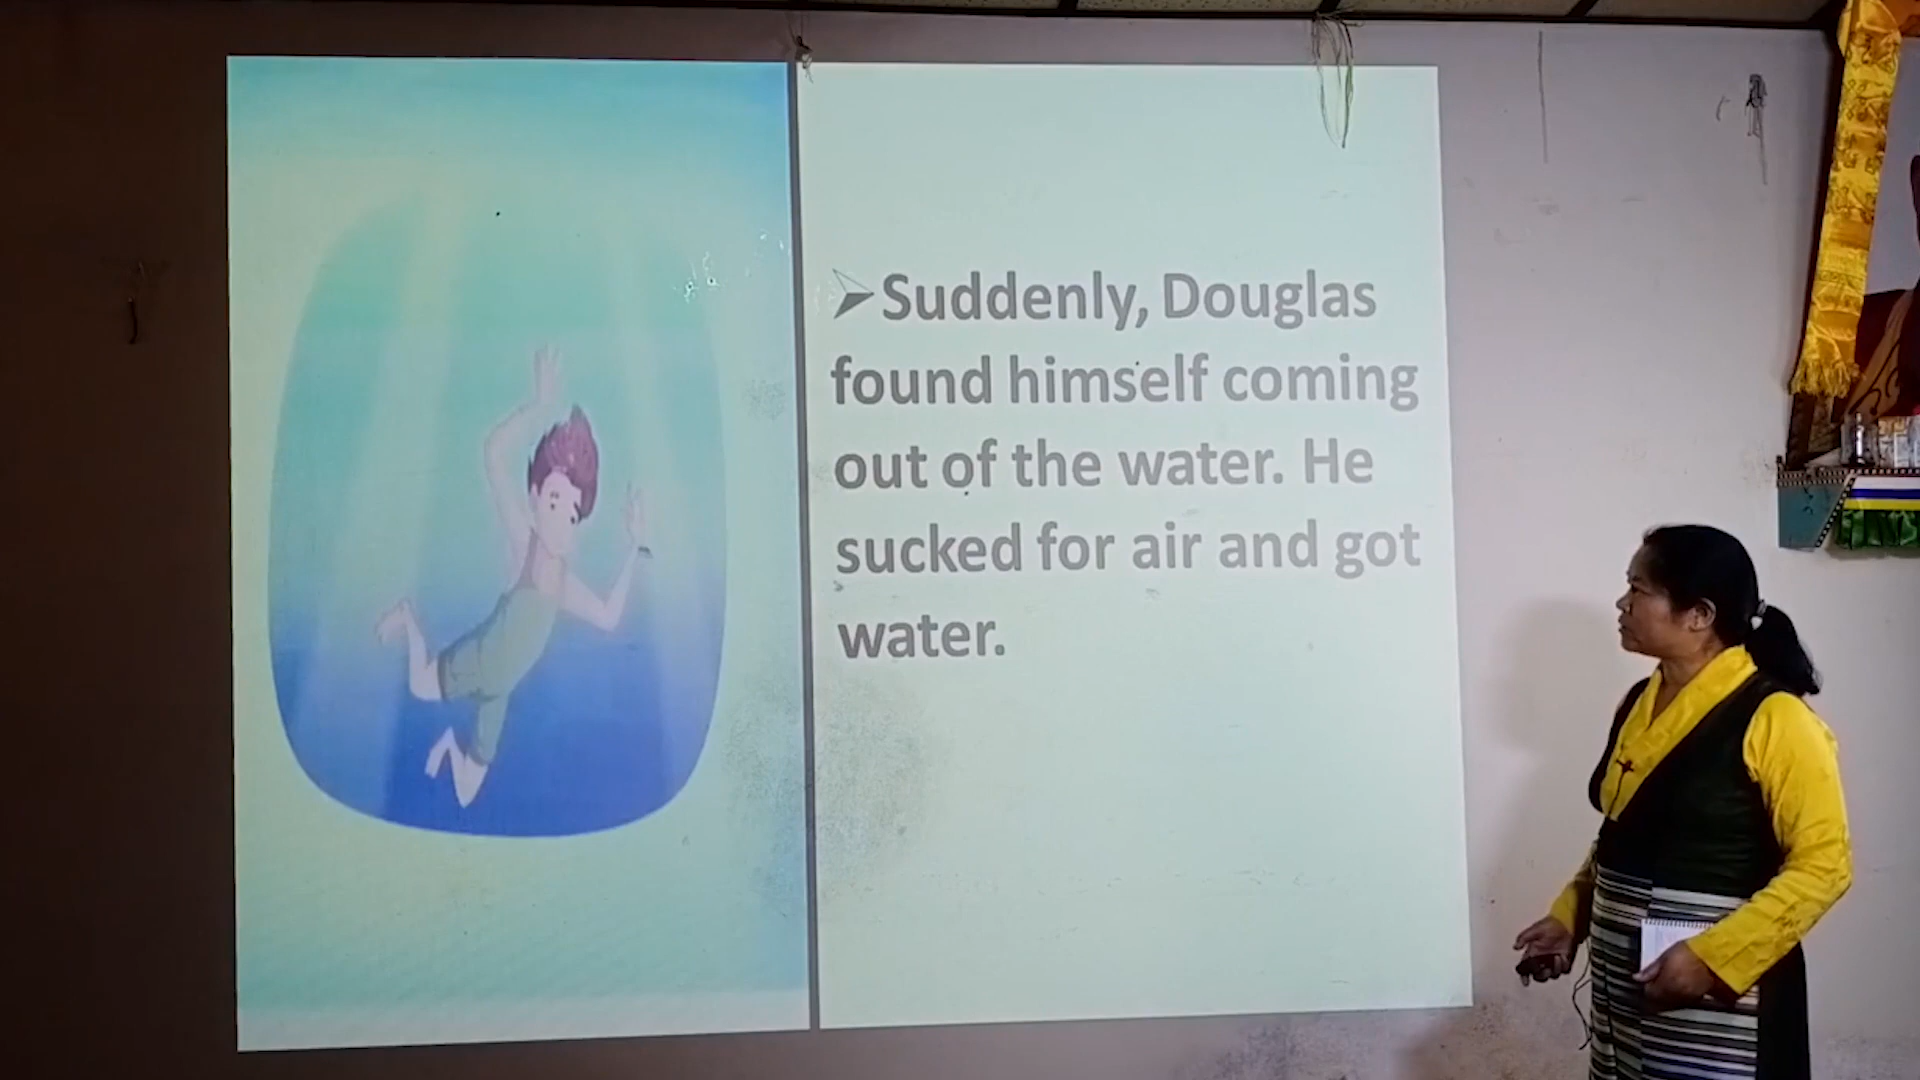 ➢Suddenly, Douglas
found himself coming
out of the water. He
sucked for air and got
water.